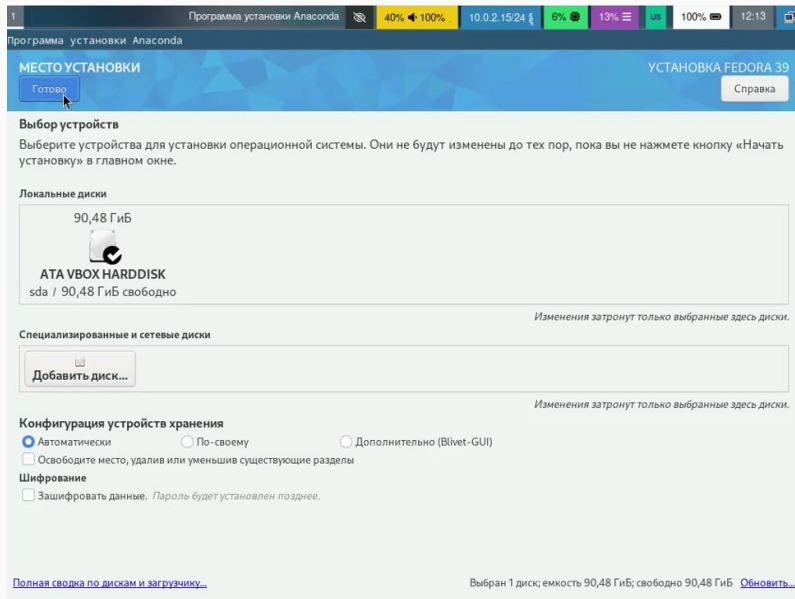 1 Программа установки Anaconda 40% 100% 10.0.2.15/24 6% 13% us 100% 12:13
Программа установки Anaconda
МЕСТО УСТАНОВКИ УСТАНОВКА FEDORA 39
Готово Справка
Выбор устройств
Выберите устройства для установки операционной системы. Они не будут изменены до тех пор, пока вы не нажмете кнопку «Начать
установку» в главном окне.
Локальные диски
90,48 ГиБ
ATA VBOX HARDDISK
sda / 90,48 ГиБ свободно
Изменения затронут только выбранные здесь диски.
Специализированные и сетевые диски
Добавить диск...
Изменения затронут только выбранные здесь диски.
Конфигурация устройств хранения
Автоматически По-своему Дополнительно (Blivet-GUI)
Освободите место, удалив или уменьшив существующие разделы
Шифрование
Зашифровать данные. Пароль будет установлен позднее.
Полная сводка по дискам и загрузчику... Выбран 1 диск; емкость 90,48 ГиБ; свободно 90,48 ГиБ Обновить...